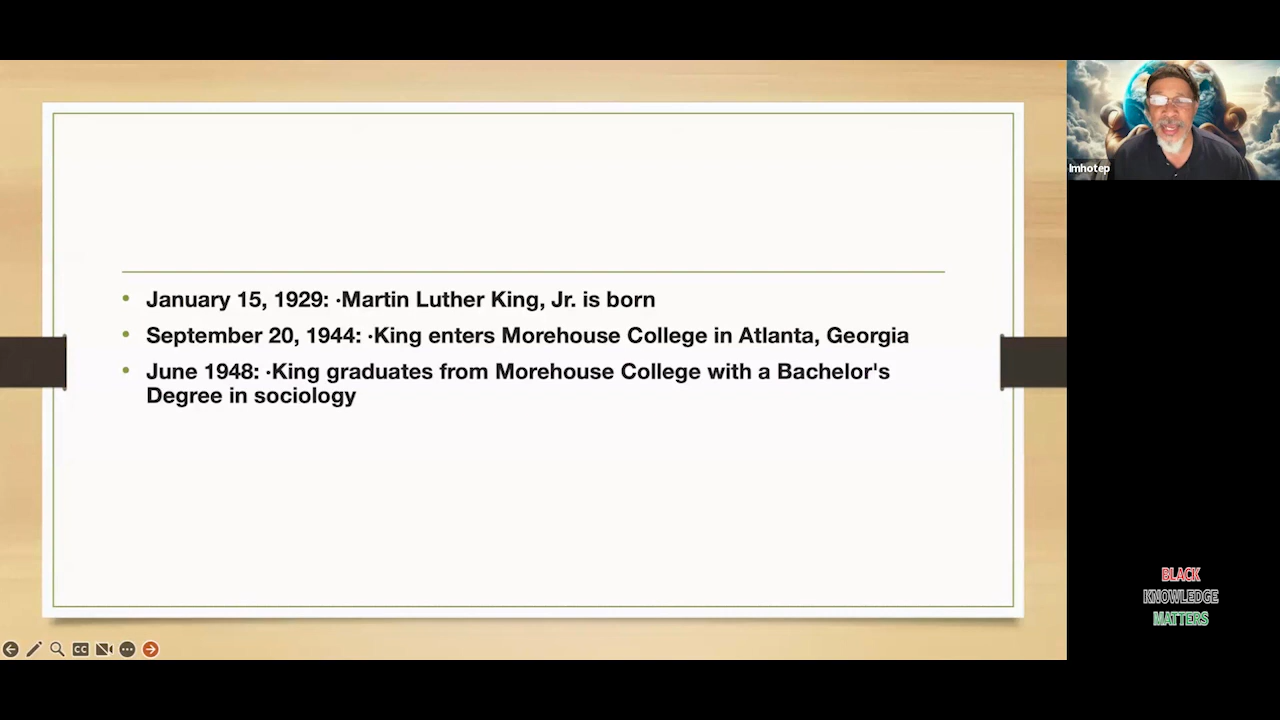 • January 15, 1929: ·Martin Luther King, Jr. is born
• September 20, 1944: ·King enters Morehouse College in Atlanta, Georgia
• June 1948: ·King graduates from Morehouse College with a Bachelor's
Degree in sociology
Imhotep
BLACK
KNOWLEDGE
MATTERS
CC